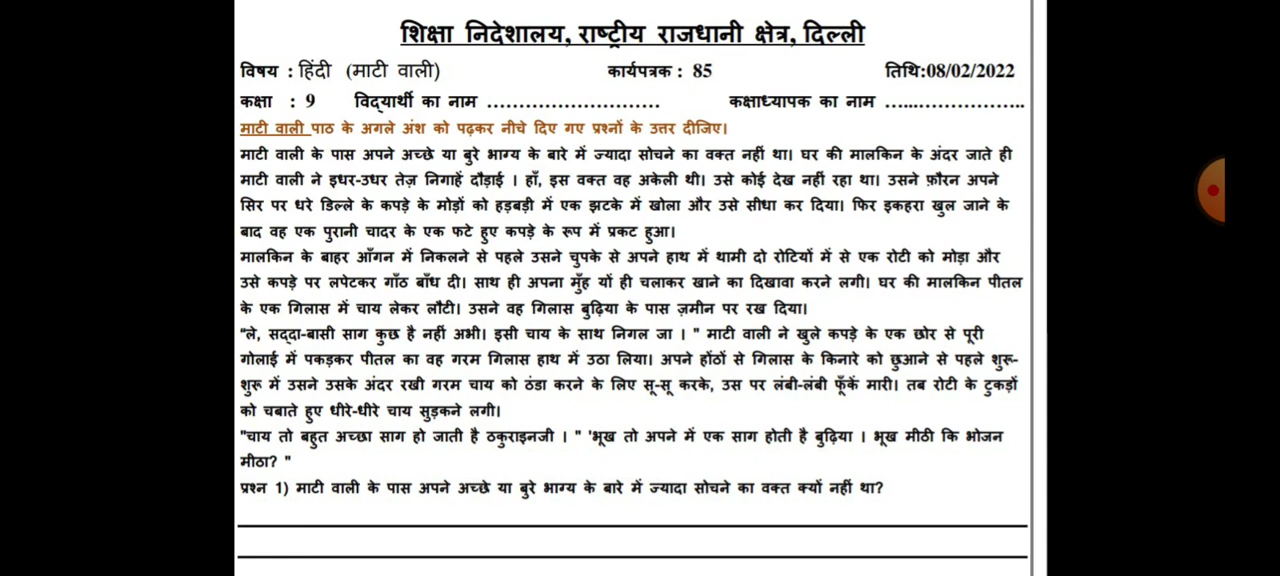 शिक्षा निदेशालय, राष्ट्रीय राजधानी क्षेत्र, दिल्ली
विषय : हिंदी (माटी वाली) कार्यपत्रक : 85 तिथि:08/02/2022
कक्षा : 9 विद्यार्थी का नाम ........................... कक्षाध्यापक का नाम ......................
माटी वाली पाठ के अगले अंश को पढ़कर नीचे दिए गए प्रश्नों के उत्तर दीजिए।
माटी वाली के पास अपने अच्छे या बुरे भाग्य के बारे में ज्यादा सोचने का वक्त नहीं था। घर की मालकिन के अंदर जाते ही
माटी वाली ने इधर-उधर तेज़ निगाहें दौड़ाई । हाँ, इस वक्त वह अकेली थी। उसे कोई देख नहीं रहा था। उसने फ़ौरन अपने
सिर पर धरे डिल्ले के कपड़े के मोड़ों को हड़बड़ी में एक झटके में खोला और उसे सीधा कर दिया। फिर इकहरा खुल जाने के
बाद वह एक पुरानी चादर के एक फटे हुए कपड़े के रूप में प्रकट हुआ।
मालकिन के बाहर आँगन में निकलने से पहले उसने चुपके से अपने हाथ में थामी दो रोटियों में से एक रोटी को मोड़ा और
उसे कपड़े पर लपेटकर गाँठ बाँध दी। साथ ही अपना मुँह यों ही चलाकर खाने का दिखावा करने लगी। घर की मालकिन पीतल
के एक गिलास में चाय लेकर लौटी। उसने वह गिलास बुढ़िया के पास ज़मीन पर रख दिया।
"ले, सद्दा-बासी साग कुछ है नहीं अभी। इसी चाय के साथ निगल जा । " माटी वाली ने खुले कपड़े के एक छोर से पूरी
गोलाई में पकड़कर पीतल का वह गरम गिलास हाथ में उठा लिया। अपने होंठों से गिलास के किनारे को छुआने से पहले शुरू-
शुरू में उसने उसके अंदर रखी गरम चाय को ठंडा करने के लिए सू-सू करके, उस पर लंबी-लंबी फूँकें मारी। तब रोटी के टुकड़ों
को चबाते हुए धीरे-धीरे चाय सुड़कने लगी।
"चाय तो बहुत अच्छा साग हो जाती है ठकुराइनजी । " 'भूख तो अपने में एक साग होती है बुढ़िया । भूख मीठी कि भोजन
मीठा? "
प्रश्न 1) माटी वाली के पास अपने अच्छे या बुरे भाग्य के बारे में ज्यादा सोचने का वक्त क्यों नहीं था?